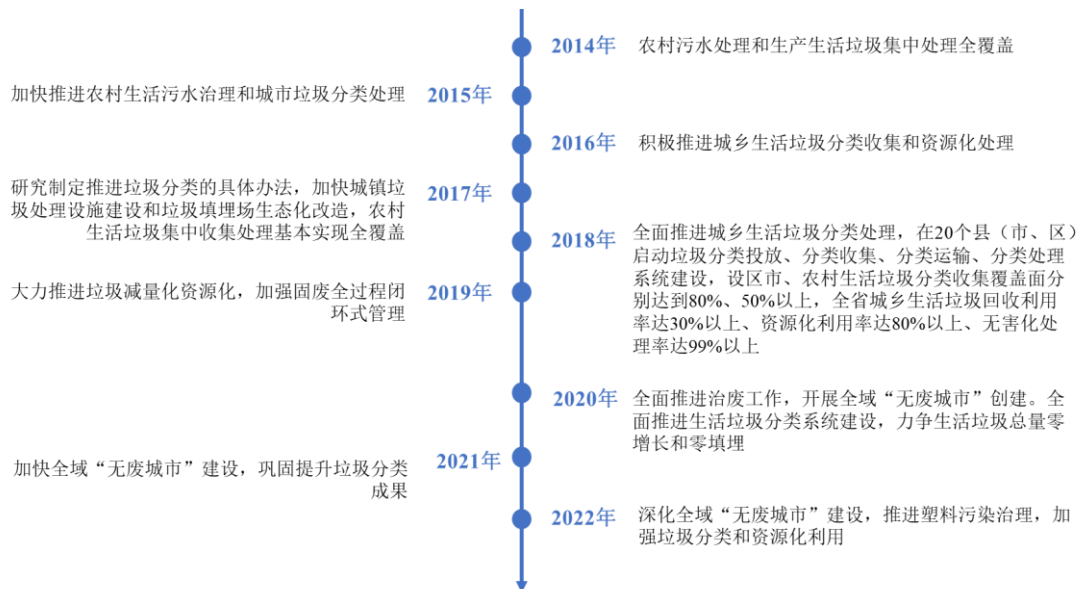 2014年 农村污水处理和生产生活垃圾集中处理全覆盖
加快推进农村生活污水治理和城市垃圾分类处理 2015年
2016年 积极推进城乡生活垃圾分类收集和资源化处理
研究制定推进垃圾分类的具体办法，加快城镇垃
圾处理设施建设和垃圾填埋场生态化改造，农村
生活垃圾集中收集处理基本实现全覆盖
2017年
2018年
全面推进城乡生活垃圾分类处理，在20个县（市、区）
启动垃圾分类投放、分类收集、分类运输、分类处理
系统建设，设区市、农村生活垃圾分类收集覆盖面分
别达到80%、50%以上，全省城乡生活垃圾回收利用
率达30%以上、资源化利用率达80%以上、无害化处
理率达99%以上
大力推进垃圾减量化资源化，加强固废全过程闭
环式管理
2019年
2020年
全面推进治废工作，开展全域“无废城市”创建。全
面推进生活垃圾分类系统建设，力争生活垃圾总量零
增长和零填埋
加快全域“无废城市”建设，巩固提升垃圾分类
成果
2021年
2022年
深化全域“无废城市”建设，推进塑料污染治理，加
强垃圾分类和资源化利用